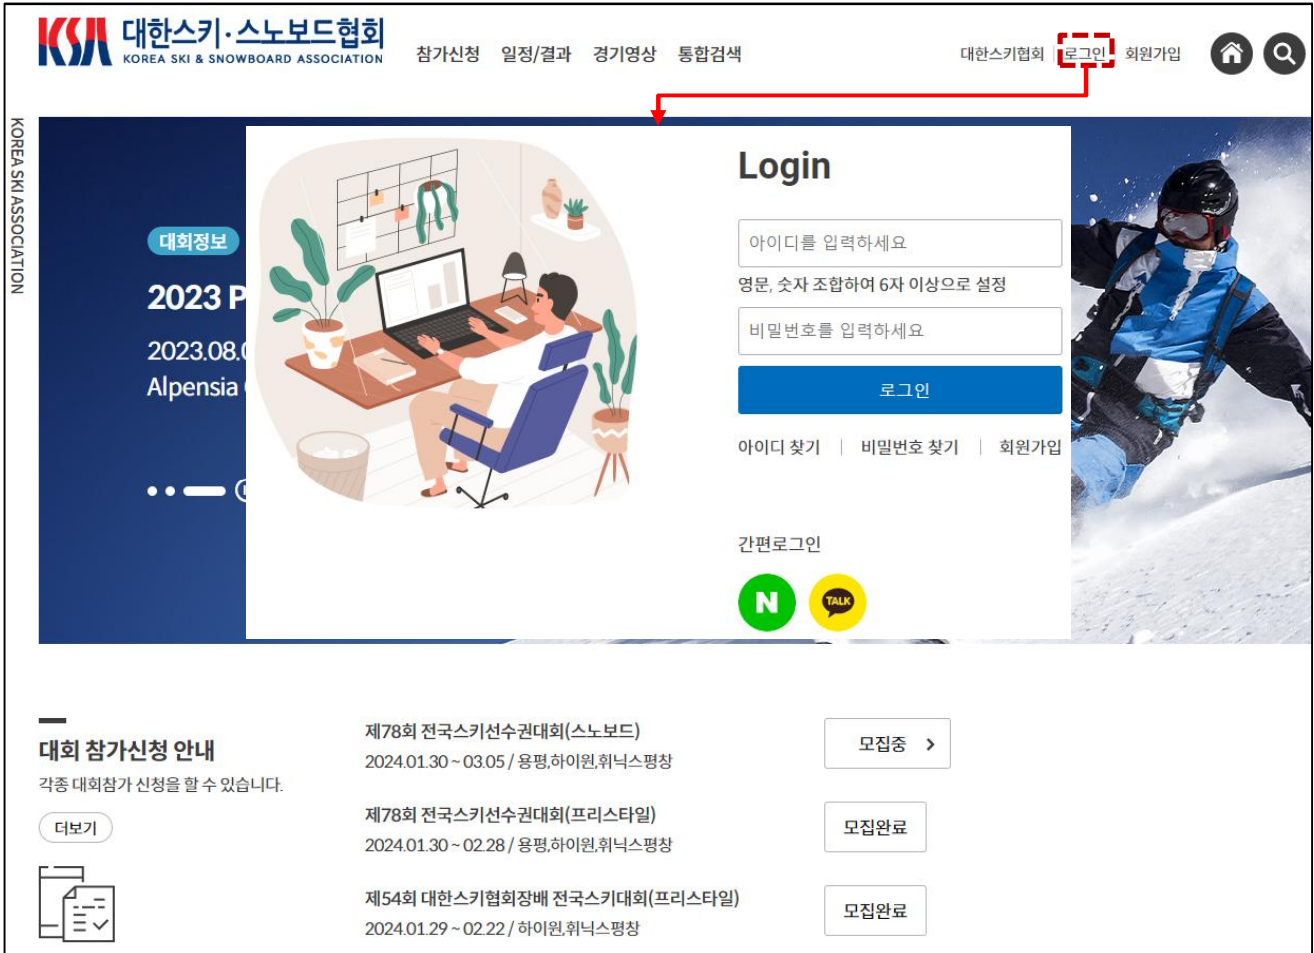 KSA 대한스키·스노보드협회
KOREA SKI & SNOWBOARD ASSOCIATION
참가신청 일정/결과 경기영상 통합검색
대한스키협회 로그인 회원가입
KOREA SKI ASSOCIATION
대회정보
2023 P
2023.08.0
Alpensia
Login
아이디를 입력하세요
영문, 숫자 조합하여 6자 이상으로 설정
비밀번호를 입력하세요
로그인
아이디 찾기 비밀번호 찾기 회원가입
간편로그인
N TALK
대회 참가신청 안내
각종 대회참가 신청을 할 수 있습니다.
더보기
제78회 전국스키선수권대회(스노보드)
2024.01.30 ~ 03.05 / 용평,하이원,휘닉스평창
모집중 >
제78회 전국스키선수권대회(프리스타일)
2024.01.30 ~ 02.28 / 용평,하이원,휘닉스평창
모집완료
제54회 대한스키협회장배 전국스키대회(프리스타일)
2024.01.29 ~ 02.22 / 하이원,휘닉스평창
모집완료